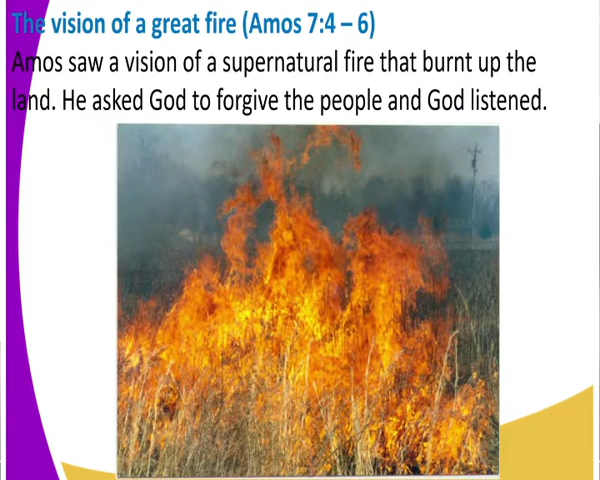 The vision of a great fire (Amos 7:4 – 6)
Amos saw a vision of a supernatural fire that burnt up the
land. He asked God to forgive the people and God listened.